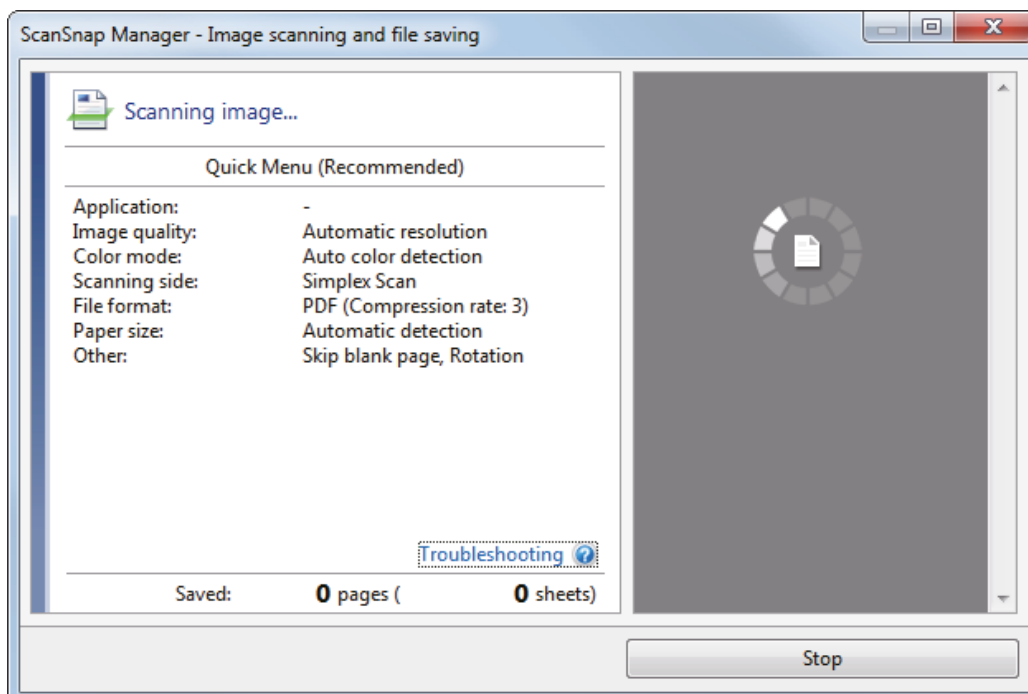 ScanSnap Manager - Image scanning and file saving
Scanning image...
Quick Menu (Recommended)
Application: -
Image quality: Automatic resolution
Color mode: Auto color detection
Scanning side: Simplex Scan
File format: PDF (Compression rate: 3)
Paper size: Automatic detection
Other: Skip blank page, Rotation
Troubleshooting ?
Saved: 0 pages ( 0 sheets)
Stop